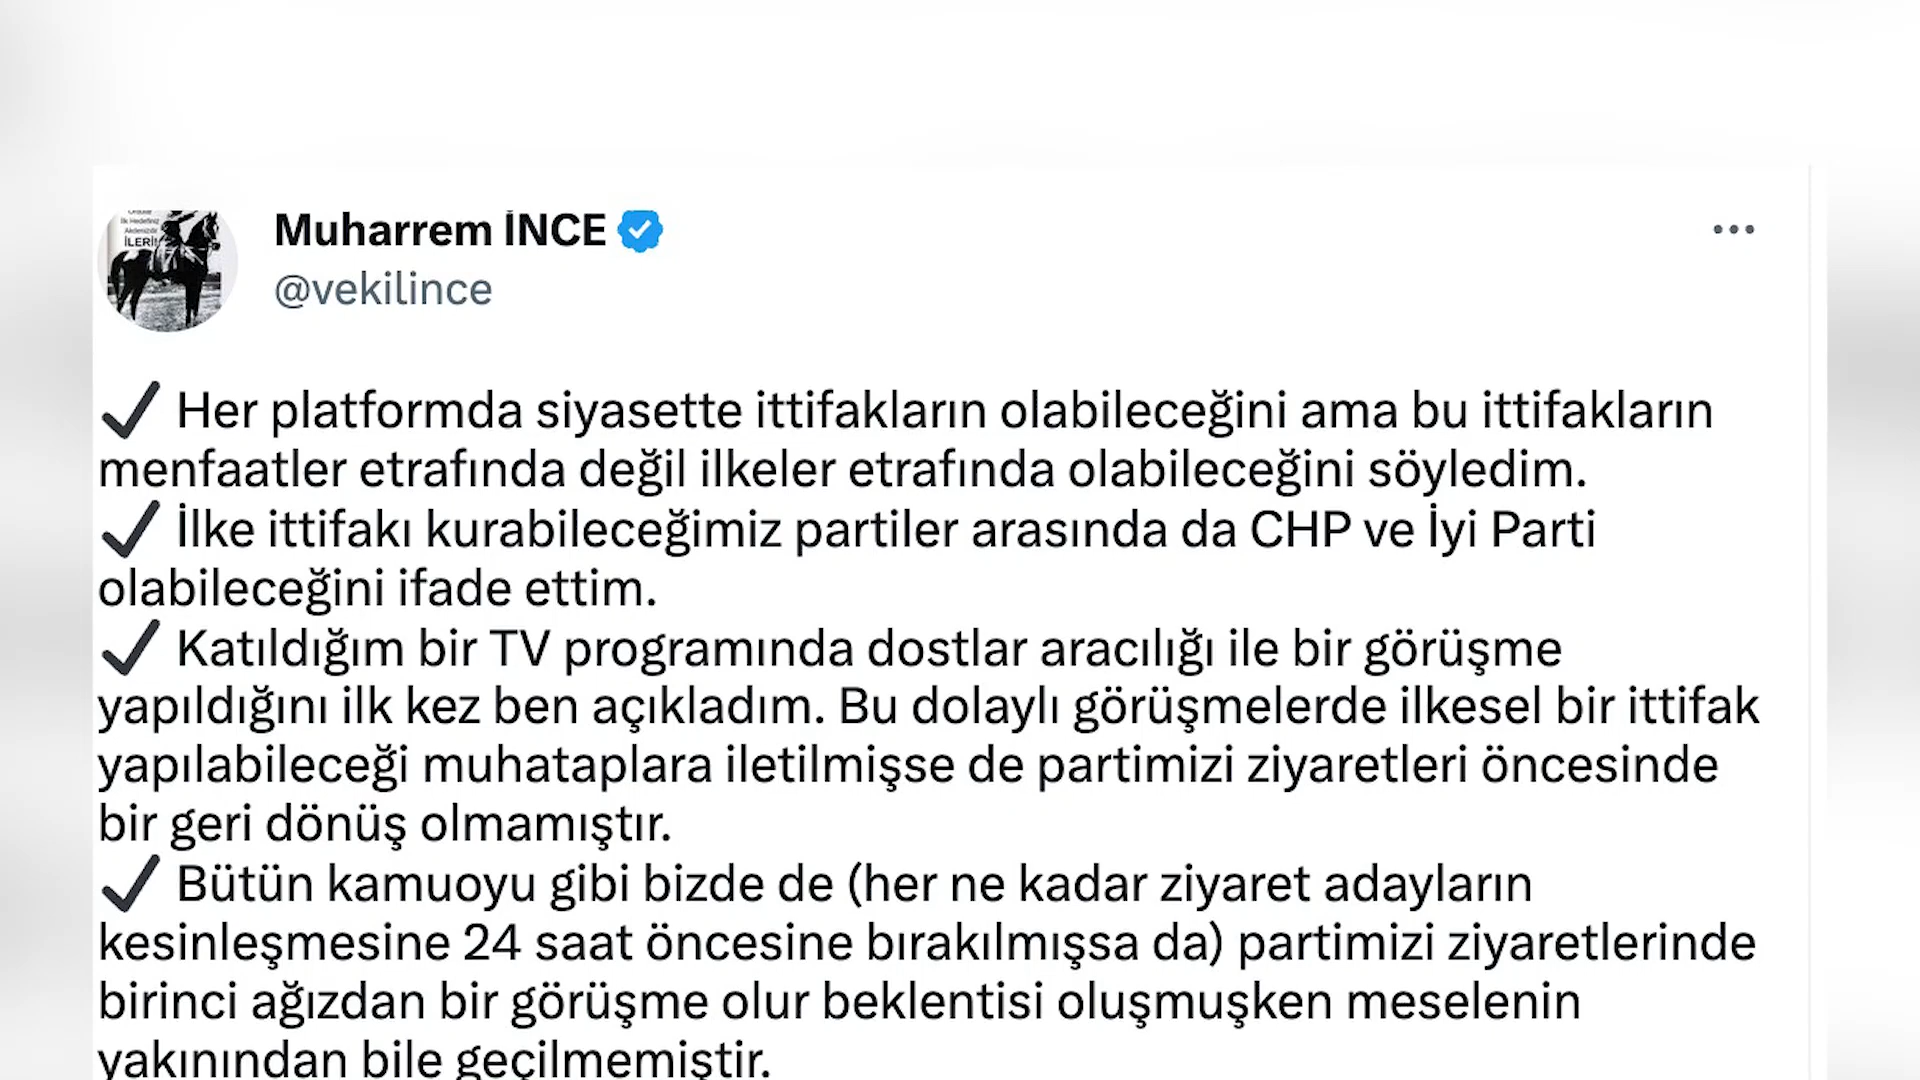 İlk Hedefiniz
Akdenizdir
İLERİ!
Muharrem İNCE
@vekilince
✔ Her platformda siyasette ittifakların olabileceğini ama bu ittifakların
menfaatler etrafında değil ilkeler etrafında olabileceğini söyledim.
✔ İlke ittifakı kurabileceğimiz partiler arasında da CHP ve İyi Parti
olabileceğini ifade ettim.
✔ Katıldığım bir TV programında dostlar aracılığı ile bir görüşme
yapıldığını ilk kez ben açıkladım. Bu dolaylı görüşmelerde ilkesel bir ittifak
yapılabileceği muhataplara iletilmişse de partimizi ziyaretleri öncesinde
bir geri dönüş olmamıştır.
✔ Bütün kamuoyu gibi bizde de (her ne kadar ziyaret adayların
kesinleşmesine 24 saat öncesine bırakılmışsa da) partimizi ziyaretlerinde
birinci ağızdan bir görüşme olur beklentisi oluşmuşken meselenin
yakınından bile geçilmemiştir.